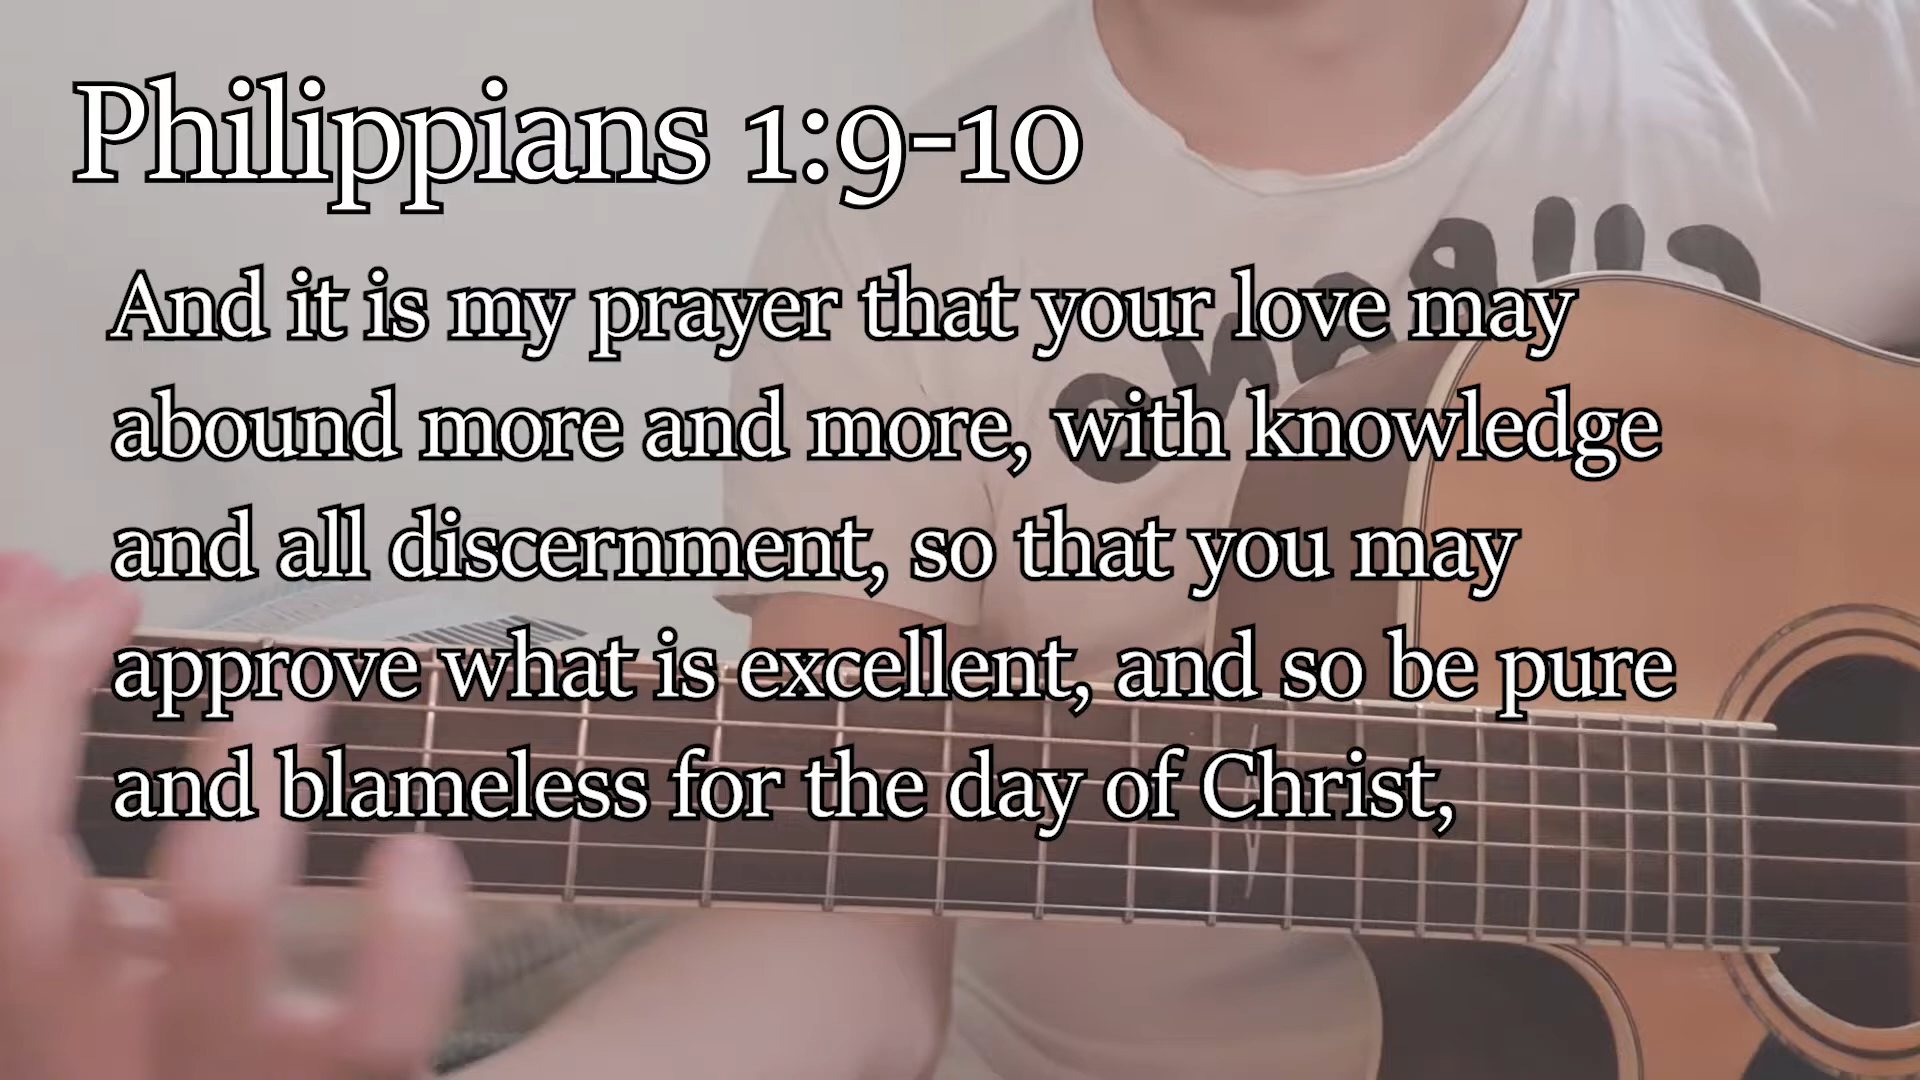 Philippians 1:9-10
And it is my prayer that your love may
abound more and more, with knowledge
and all discernment, so that you may
approve what is excellent, and so be pure
and blameless for the day of Christ,